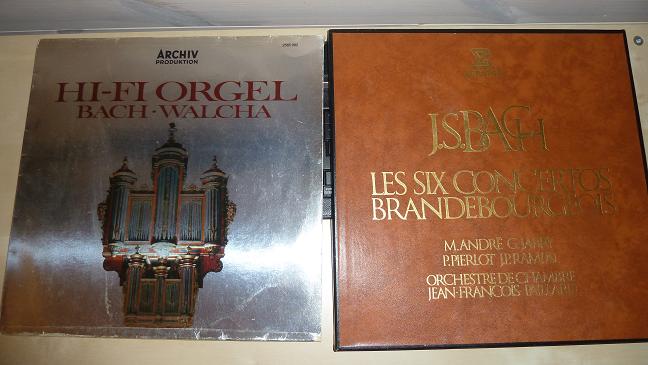 ARCHIV
PRODUKTION
HI-FI ORGEL
BACH · WALCHA
J.S.BACH
LES SIX CONCERTOS
BRANDEBOURGEOIS
M.ANDRÉ G.JARRY
P.PIERLOT J.P.RAMPAL
ORCHESTRE DE CHAMBRE
JEAN-FRANÇOIS PAILLARD